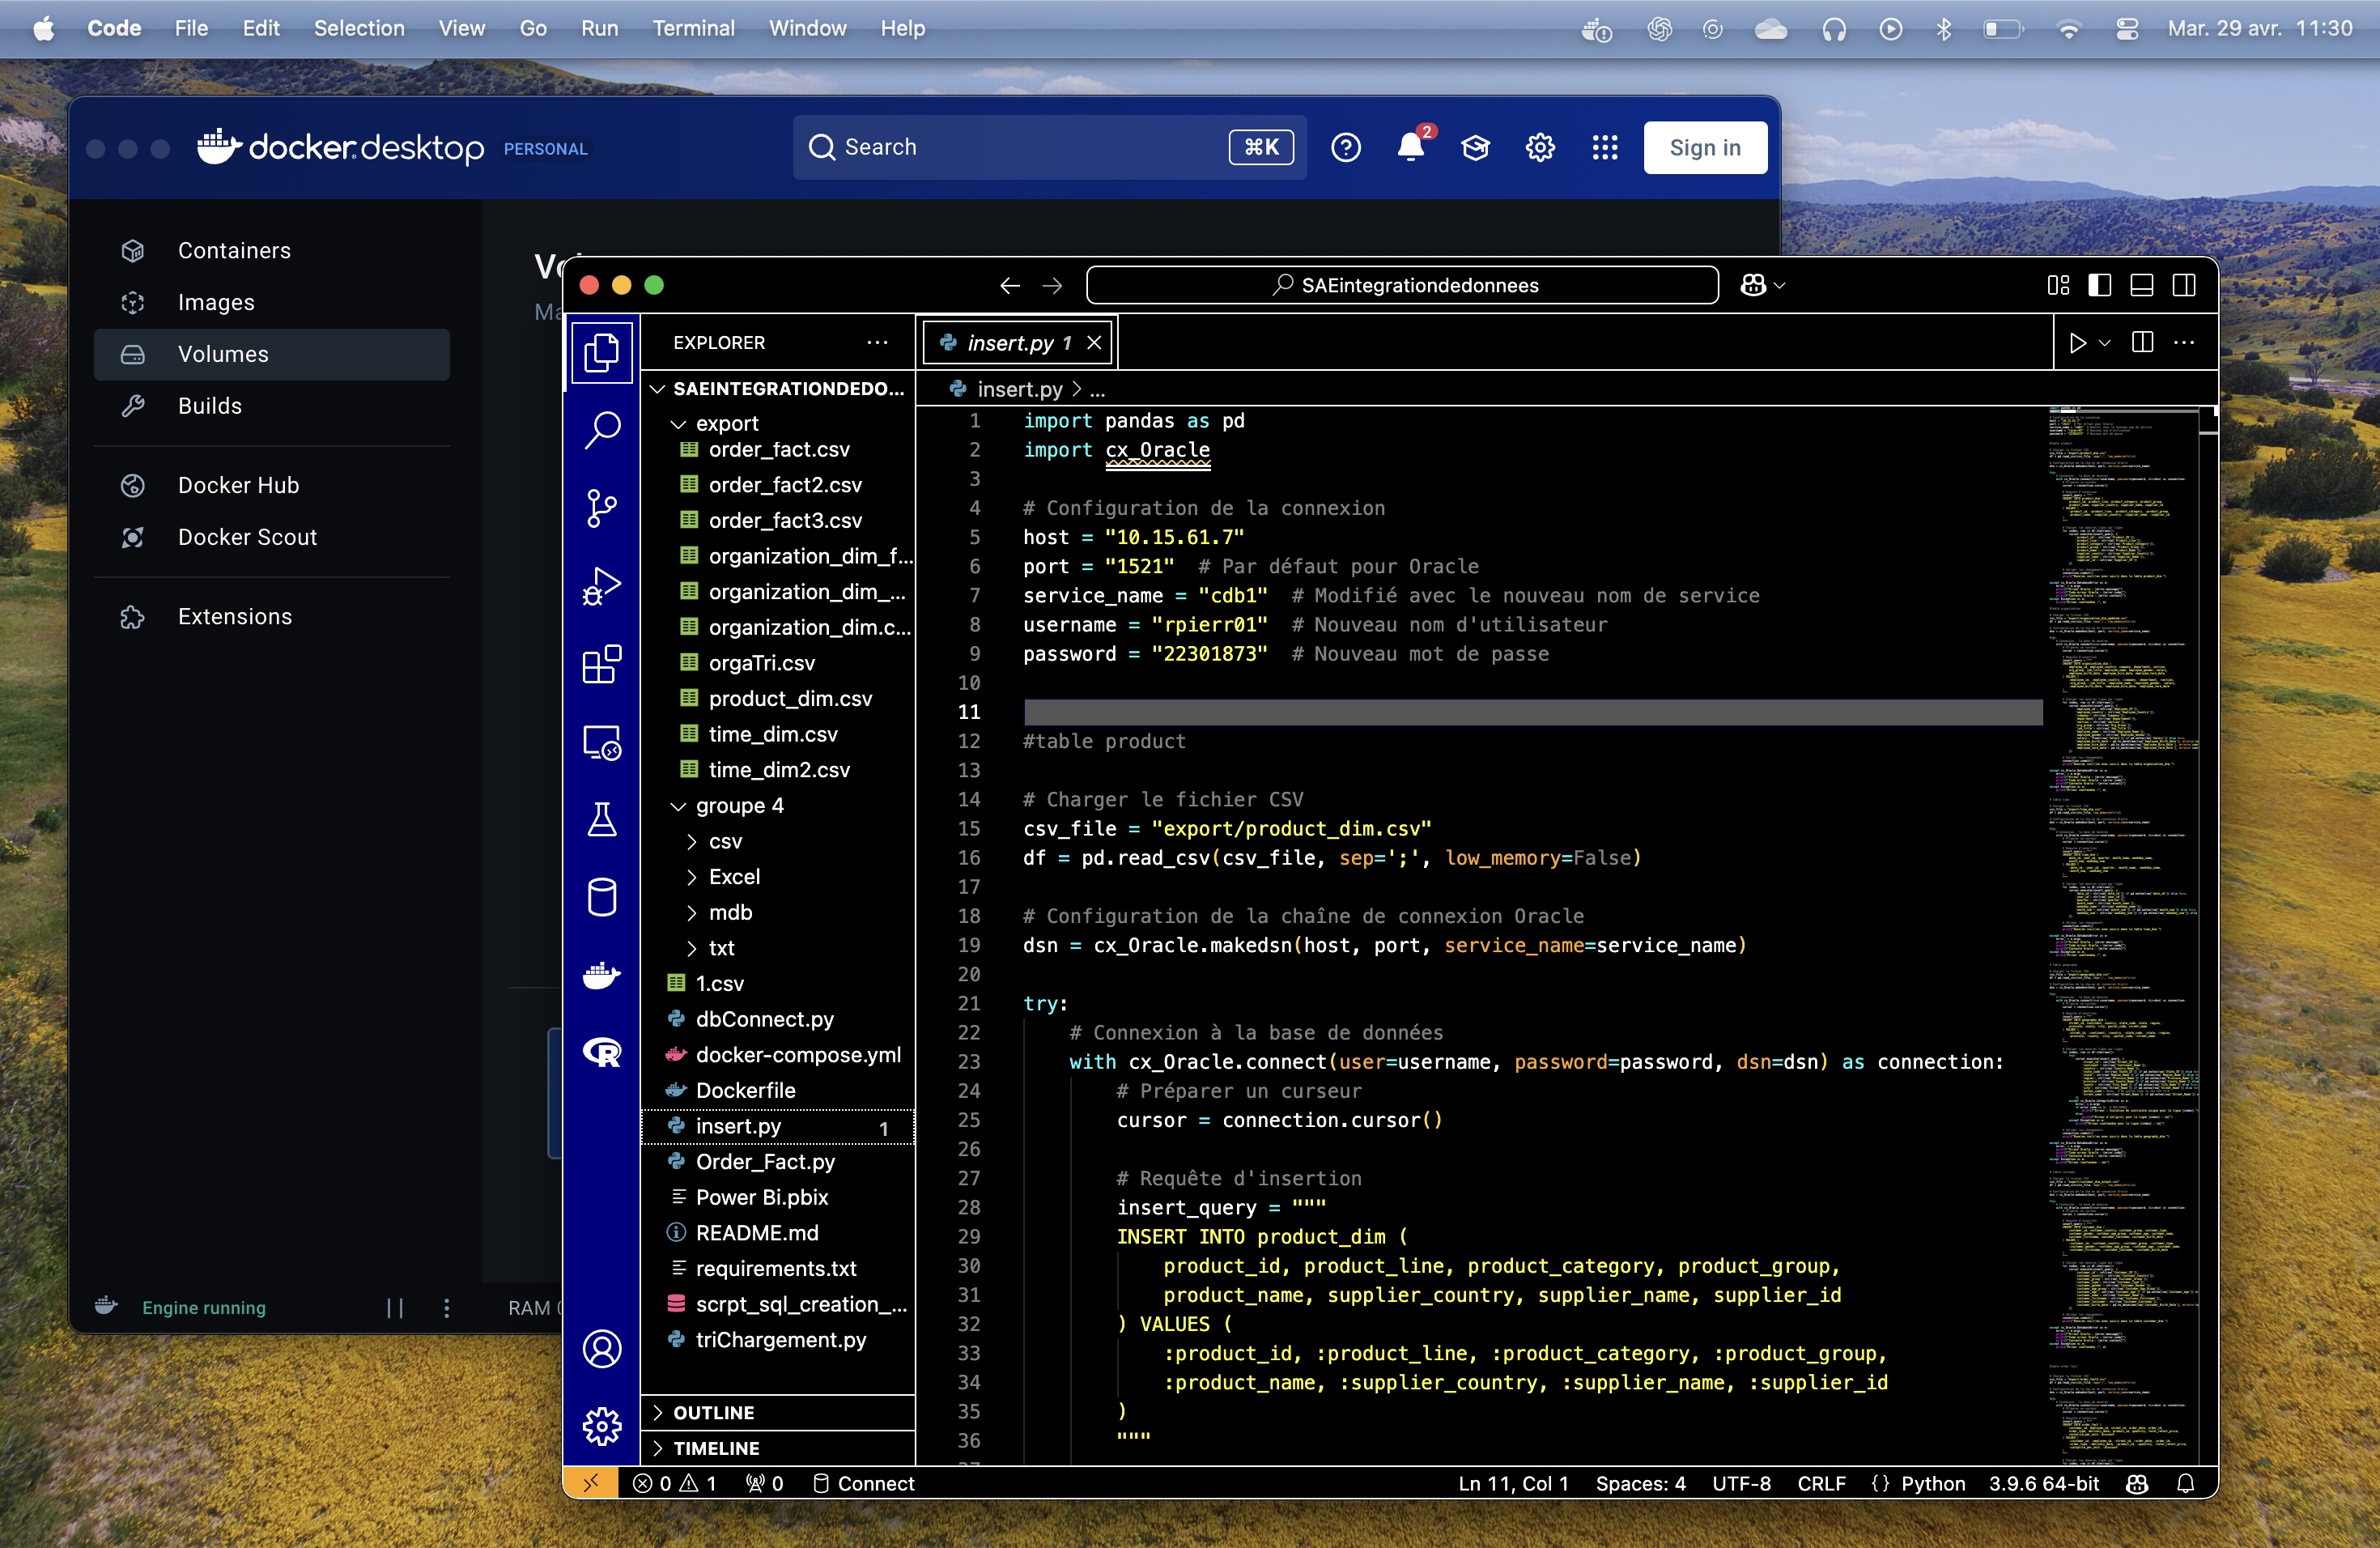 Code File Edit Selection View Go Run Terminal Window Help Mar. 29 avr. 11:30
docker desktop PERSONAL Search ⌘K 2 Sign in
Containers
Images
Volumes
Builds
Docker Hub
Docker Scout
Extensions
Engine running
RAM
SAEintegrationdedonnees
EXPLORER ...
SAEINTEGRATIONDEDO...
export
order_fact.csv
order_fact2.csv
order_fact3.csv
organization_dim_f...
organization_dim_...
organization_dim.c...
orgaTri.csv
product_dim.csv
time_dim.csv
time_dim2.csv
groupe 4
csv
Excel
mdb
txt
1.csv
dbConnect.py
docker-compose.yml
Dockerfile
insert.py 1
Order_Fact.py
Power Bi.pbix
README.md
requirements.txt
scrpt_sql_creation_...
triChargement.py
OUTLINE
TIMELINE
insert.py 1
insert.py > ...
1 import pandas as pd
2 import cx_Oracle
3
4 # Configuration de la connexion
5 host = "10.15.61.7"
6 port = "1521"  # Par défaut pour Oracle
7 service_name = "cdb1"  # Modifié avec le nouveau nom de service
8 username = "rpierr01"  # Nouveau nom d'utilisateur
9 password = "22301873"  # Nouveau mot de passe
10
11
12 #table product
13
14 # Charger le fichier CSV
15 csv_file = "export/product_dim.csv"
16 df = pd.read_csv(csv_file, sep=';', low_memory=False)
17
18 # Configuration de la chaîne de connexion Oracle
19 dsn = cx_Oracle.makedsn(host, port, service_name=service_name)
20
21 try:
22 # Connexion à la base de données
23 with cx_Oracle.connect(user=username, password=password, dsn=dsn) as connection:
24 # Préparer un curseur
25 cursor = connection.cursor()
26
27 # Requête d'insertion
28 insert_query = """
29 INSERT INTO product_dim (
30 product_id, product_line, product_category, product_group,
31 product_name, supplier_country, supplier_name, supplier_id
32 ) VALUES (
33 :product_id, :product_line, :product_category, :product_group,
34 :product_name, :supplier_country, :supplier_name, :supplier_id
35 )
36 """
0 1 0 Connect Ln 11, Col 1 Spaces: 4 UTF-8 CRLF {} Python 3.9.6 64-bit